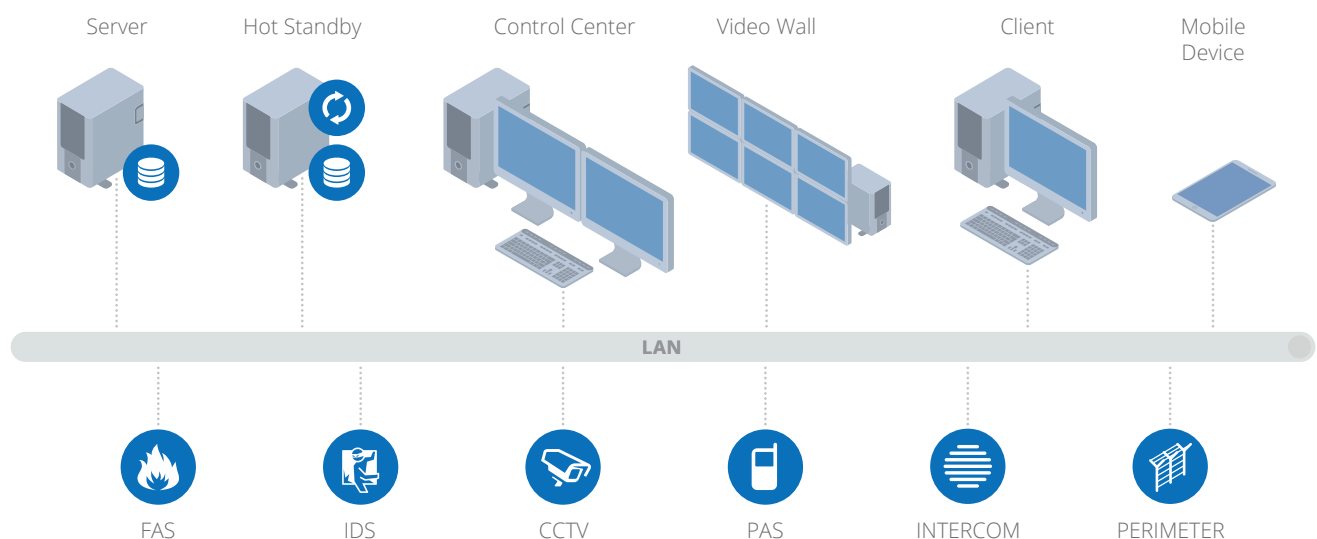 Server
Hot Standby
Control Center
Video Wall
Client
Mobile
Device
LAN
FAS
IDS
CCTV
PAS
INTERCOM
PERIMETER